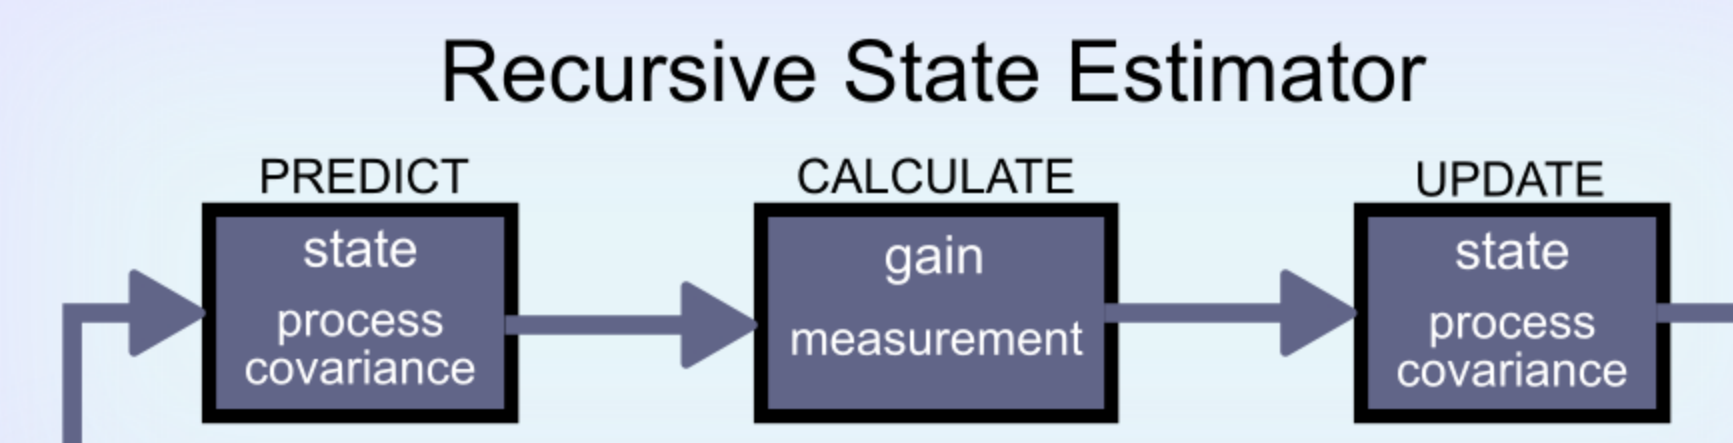 Recursive State Estimator
PREDICT
state
process
covariance
CALCULATE
gain
measurement
UPDATE
state
process
covariance